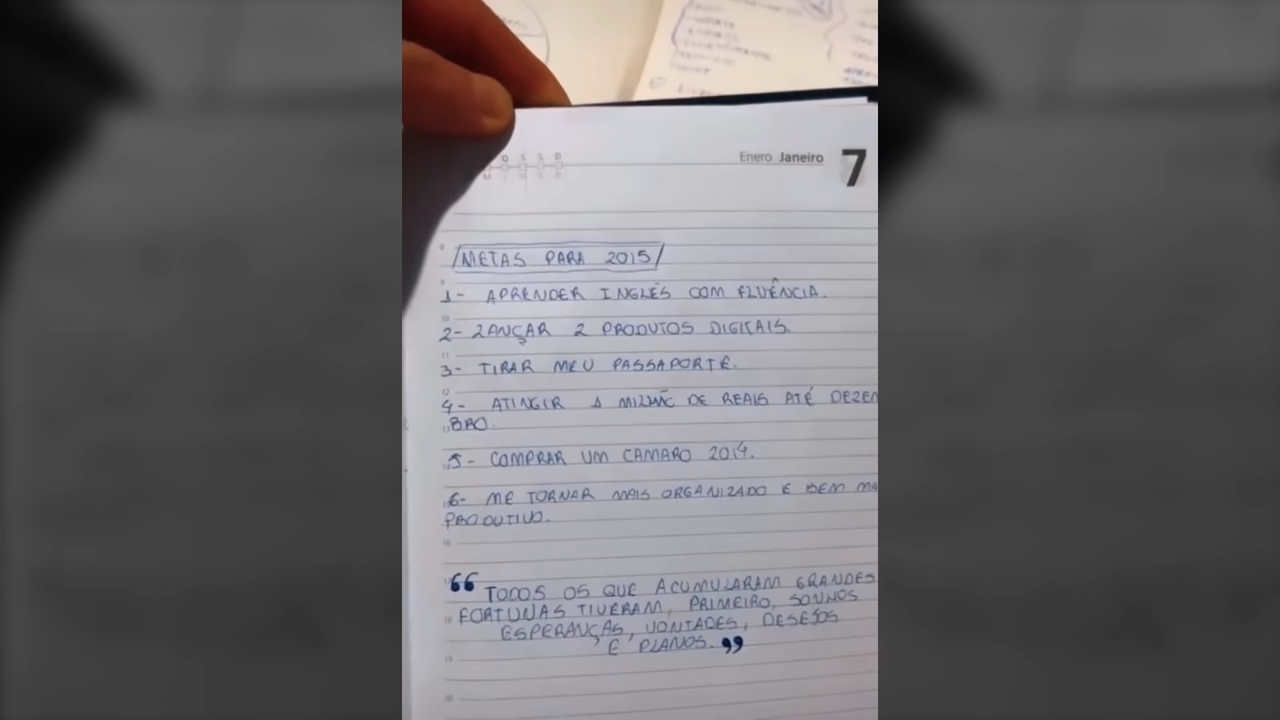 Q S S D
Enero Janeiro 7
METAS PARA 2015
1- APRENDER INGLÊS COM FLUÊNCIA.
2- LANÇAR 2 PRODUTOS DIGITAIS.
3- TIRAR MEU PASSAPORTE.
4- ATINGIR 1 MILHÃO DE REAIS ATÉ DEZEM
BRO.
5- COMPRAR UM CAMARO 2014.
6- ME TORNAR MAIS ORGANIZADO E BEM MA
PRODUTIVO.
“ TODOS OS QUE ACUMULARAM GRANDES
FORTUNAS TIVERAM, PRIMEIRO, SONHOS
ESPERANÇAS, VONTADES, DESEJOS
E PLANOS. ”